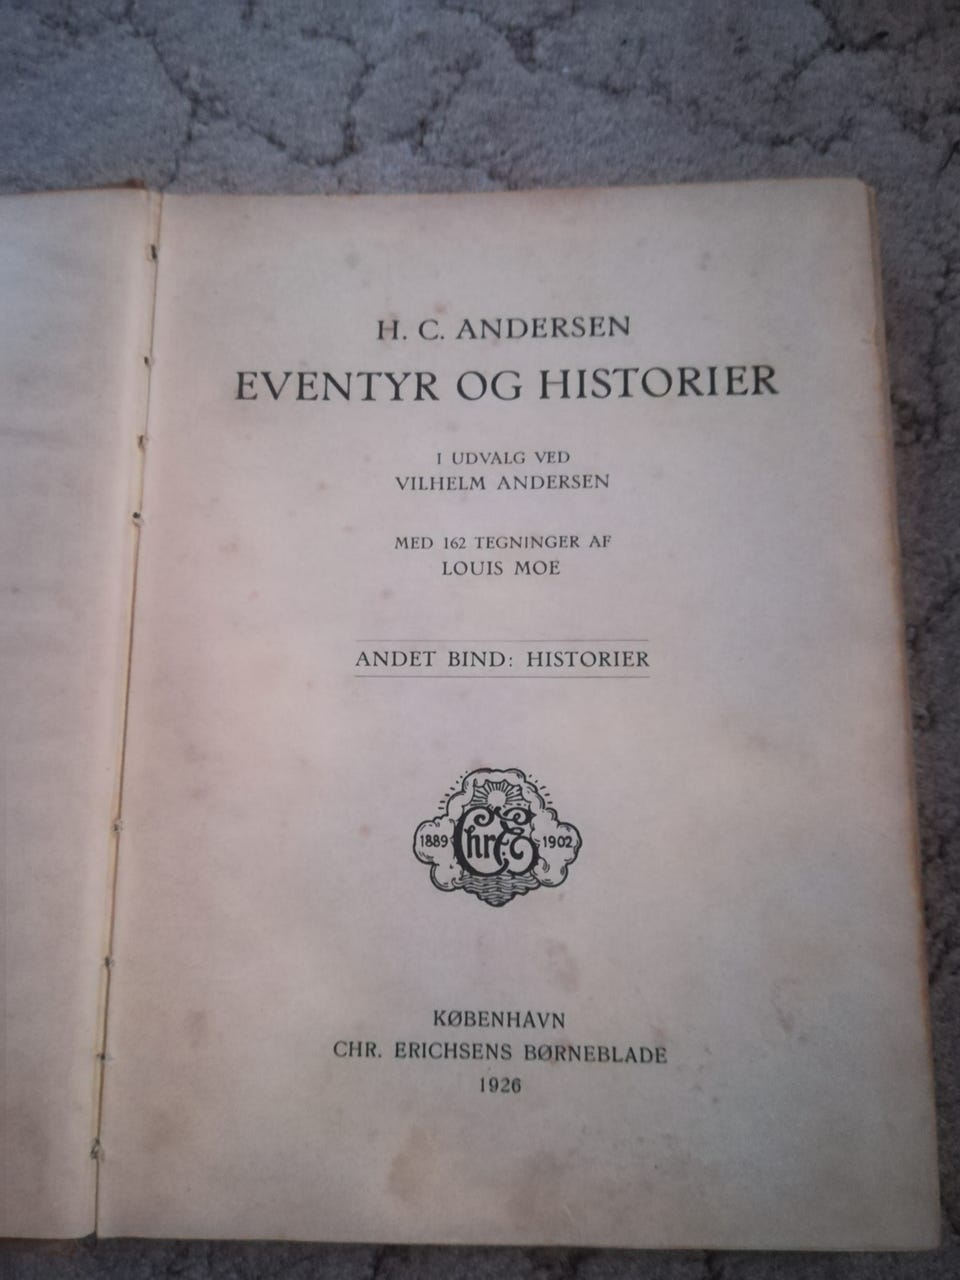 H. C. ANDERSEN
EVENTYR OG HISTORIER
I UDVALG VED
VILHELM ANDERSEN
MED 162 TEGNINGER AF
LOUIS MOE
ANDET BIND: HISTORIER
1889 Chr. E 1902
KØBENHAVN
CHR. ERICHSENS BØRNEBLADE
1926